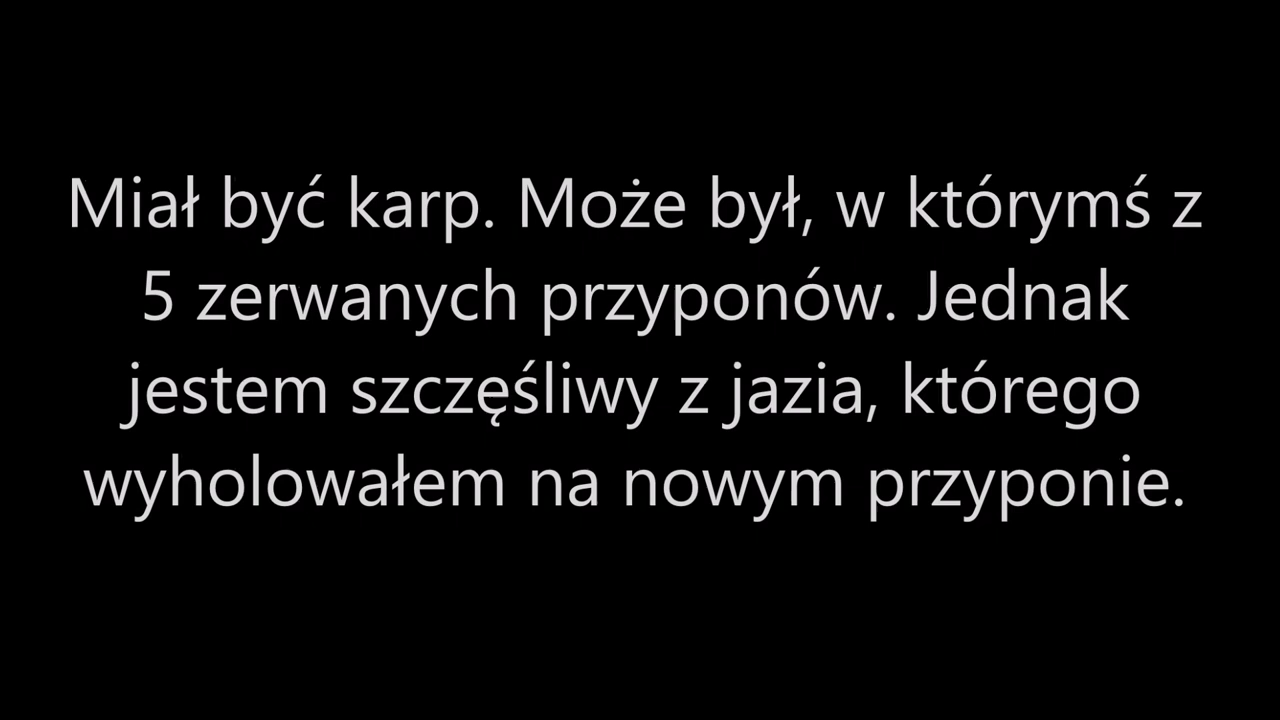 Miał być karp. Może był, w którymś z
5 zerwanych przyponów. Jednak
jestem szczęśliwy z jazia, którego
wyholowałem na nowym przyponie.